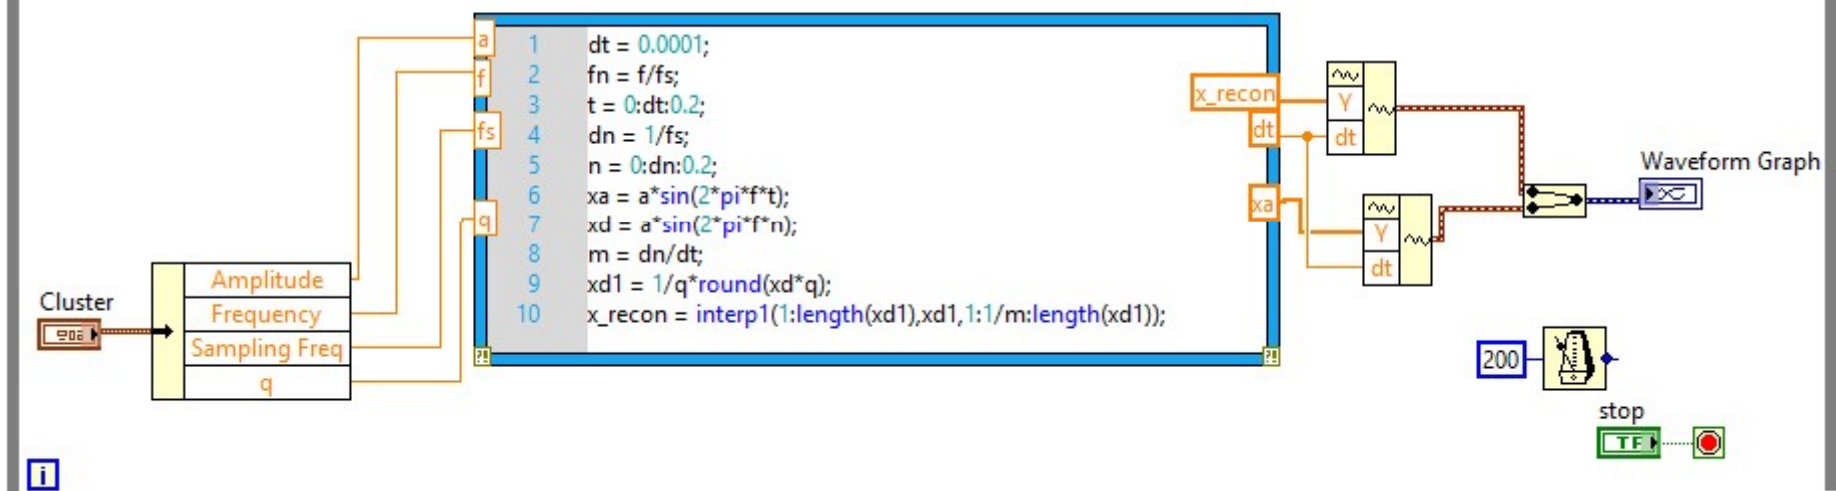 a
f
fs
q
1 dt = 0.0001;
2 fn = f/fs;
3 t = 0:dt:0.2;
4 dn = 1/fs;
5 n = 0:dn:0.2;
6 xa = a*sin(2*pi*f*t);
7 xd = a*sin(2*pi*f*n);
8 m = dn/dt;
9 xd1 = 1/q*round(xd*q);
10 x_recon = interp1(1:length(xd1),xd1,1:1/m:length(xd1));
x_recon
dt
xa
Y
dt
Y
dt
Waveform Graph
Cluster
Amplitude
Frequency
Sampling Freq
q
200
stop
TF
i